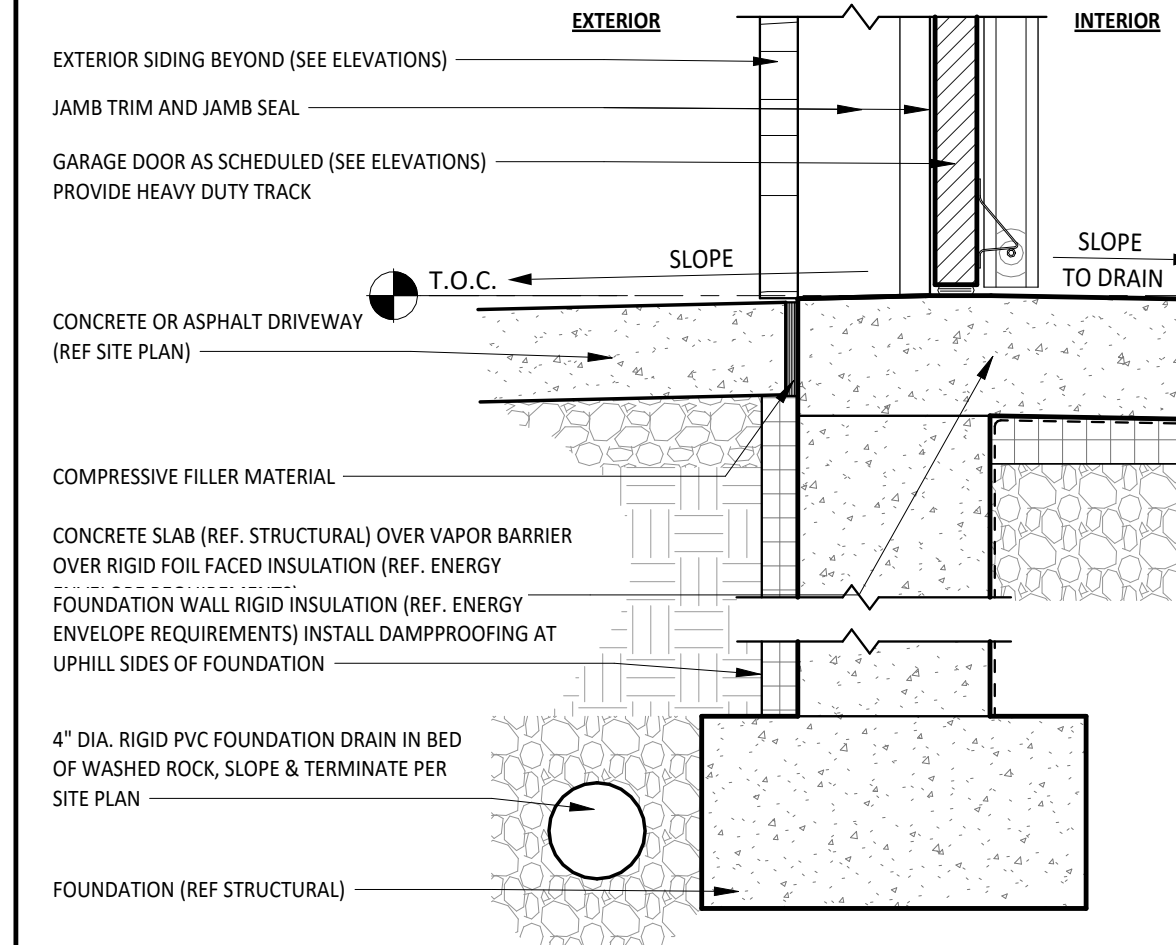 EXTERIOR
INTERIOR
EXTERIOR SIDING BEYOND (SEE ELEVATIONS)
JAMB TRIM AND JAMB SEAL
GARAGE DOOR AS SCHEDULED (SEE ELEVATIONS)
PROVIDE HEAVY DUTY TRACK
SLOPE
SLOPE
TO DRAIN
T.O.C.
CONCRETE OR ASPHALT DRIVEWAY
(REF SITE PLAN)
COMPRESSIVE FILLER MATERIAL
CONCRETE SLAB (REF. STRUCTURAL) OVER VAPOR BARRIER
OVER RIGID FOIL FACED INSULATION (REF. ENERGY
ENVELOPE REQUIREMENTS)
FOUNDATION WALL RIGID INSULATION (REF. ENERGY
ENVELOPE REQUIREMENTS) INSTALL DAMPPROOFING AT
UPHILL SIDES OF FOUNDATION
4" DIA. RIGID PVC FOUNDATION DRAIN IN BED
OF WASHED ROCK, SLOPE & TERMINATE PER
SITE PLAN
FOUNDATION (REF STRUCTURAL)